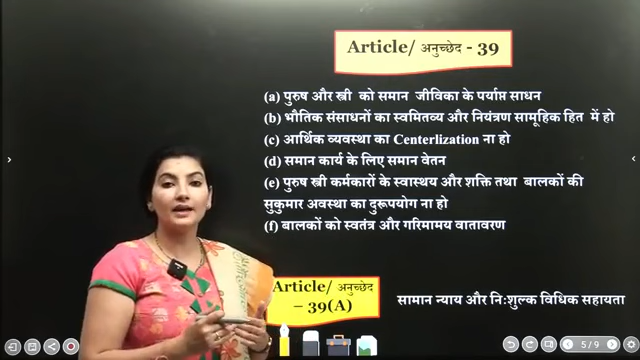 Article/ अनुच्छेद - 39
(a) पुरुष और स्त्री को समान जीविका के पर्याप्त साधन
(b) भौतिक संसाधनों का स्वमितव्य और नियंत्रण सामूहिक हित में हो
(c) आर्थिक व्यवस्था का Centerlization ना हो
(d) समान कार्य के लिए समान वेतन
(e) पुरुष स्त्री कर्मकारों के स्वास्थय और शक्ति तथा बालकों की
सुकुमार अवस्था का दुरूपयोग ना हो
(f) बालकों को स्वतंत्र और गरिमामय वातावरण
Article/ अनुच्छेद
– 39(A)
सामान न्याय और नि:शुल्क विधिक सहायता
5/9